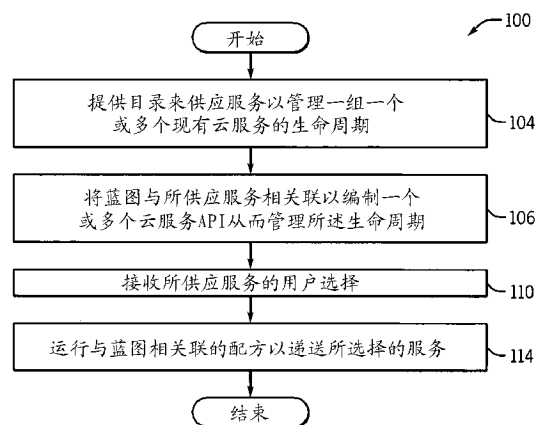 100
开始
提供目录来供应服务以管理一组一个
或多个现有云服务的生命周期
104
将蓝图与所供应服务相关联以编制一个
或多个云服务API从而管理所述生命周期
106
接收所供应服务的用户选择
110
运行与蓝图相关联的配方以递送所选择的服务
114
结束